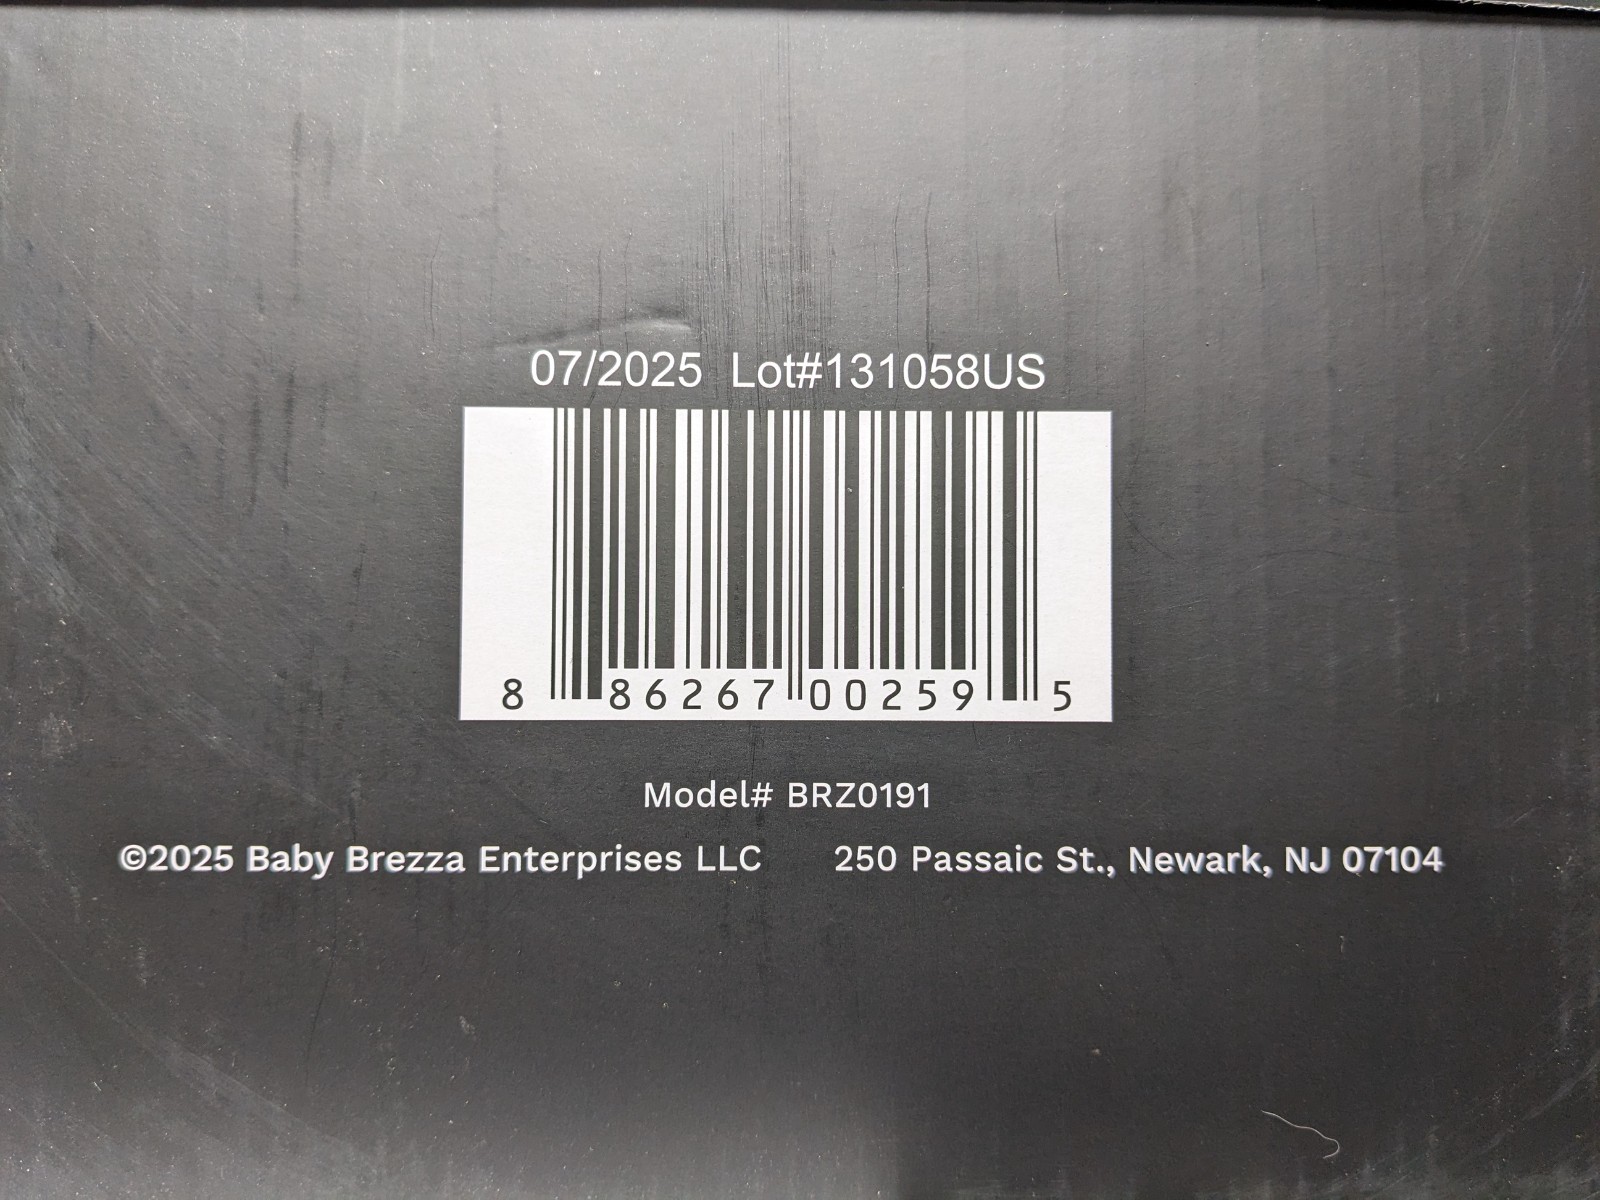 07/2025 Lot#131058US
8 86267 00259 5
Model# BRZ0191
©2025 Baby Brezza Enterprises LLC 250 Passaic St., Newark, NJ 07104